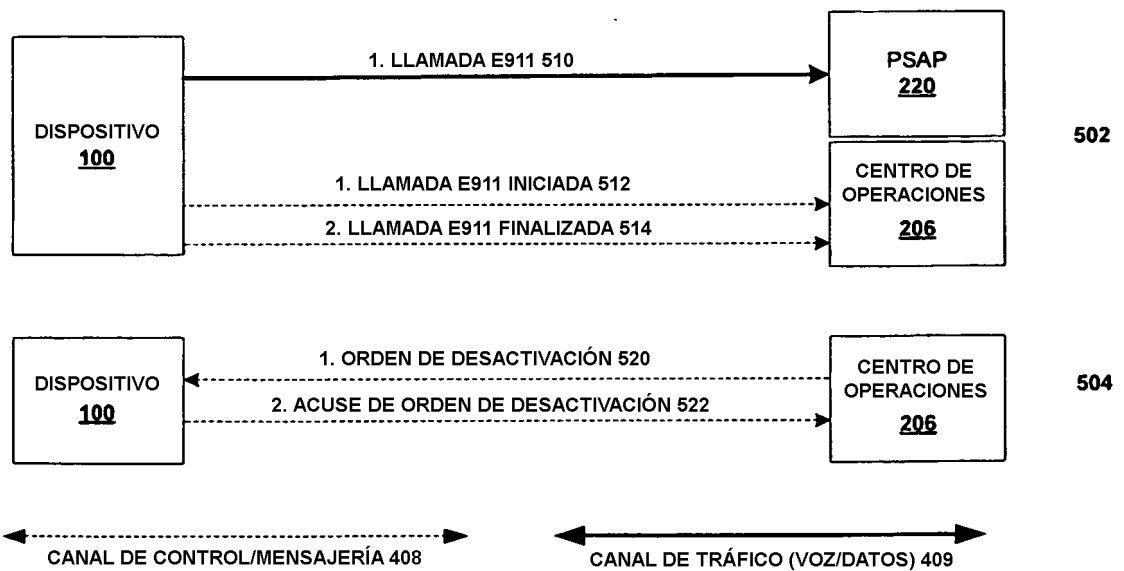 1. LLAMADA E911 510
PSAP
220
DISPOSITIVO
100
502
1. LLAMADA E911 INICIADA 512
CENTRO DE
OPERACIONES
206
2. LLAMADA E911 FINALIZADA 514
1. ORDEN DE DESACTIVACIÓN 520
CENTRO DE
OPERACIONES
206
DISPOSITIVO
100
504
2. ACUSE DE ORDEN DE DESACTIVACIÓN 522
CANAL DE CONTROL/MENSAJERÍA 408
CANAL DE TRÁFICO (VOZ/DATOS) 409